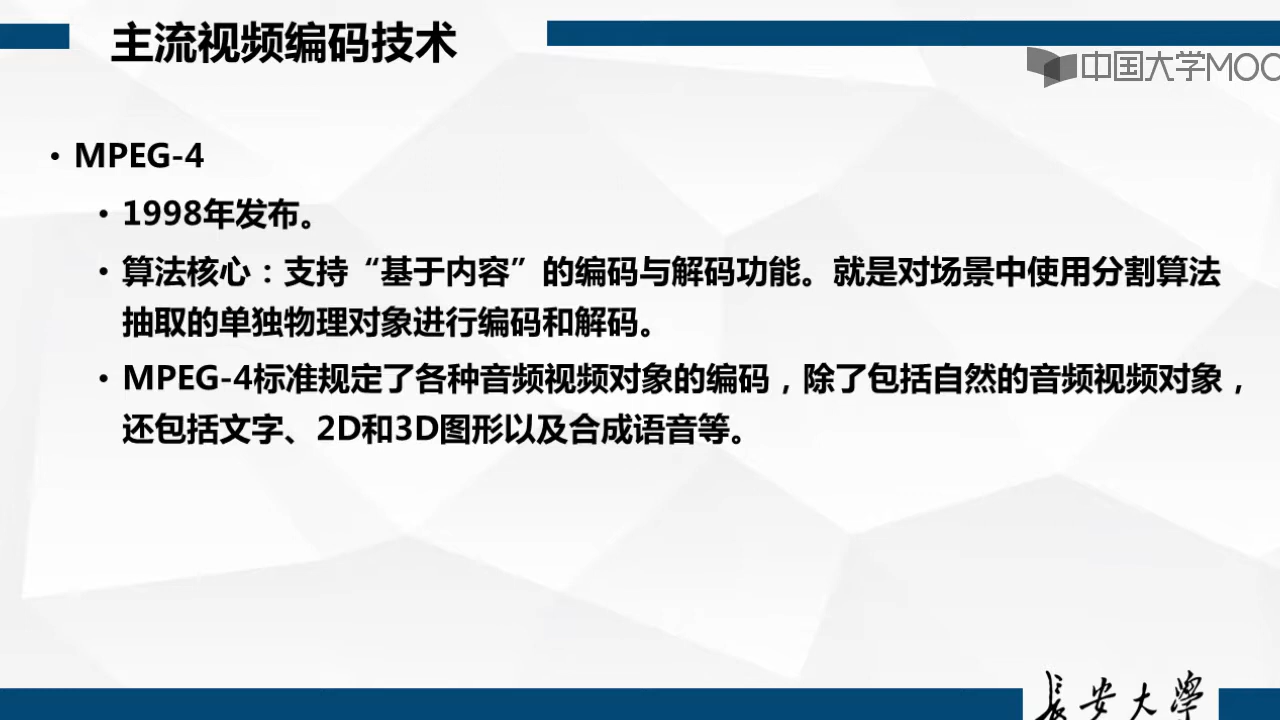 主流视频编码技术
中国大学MOO
• MPEG-4
• 1998年发布。
• 算法核心：支持“基于内容”的编码与解码功能。就是对场景中使用分割算法
抽取的单独物理对象进行编码和解码。
• MPEG-4标准规定了各种音频视频对象的编码，除了包括自然的音频视频对象，
还包括文字、2D和3D图形以及合成语音等。
长安大学